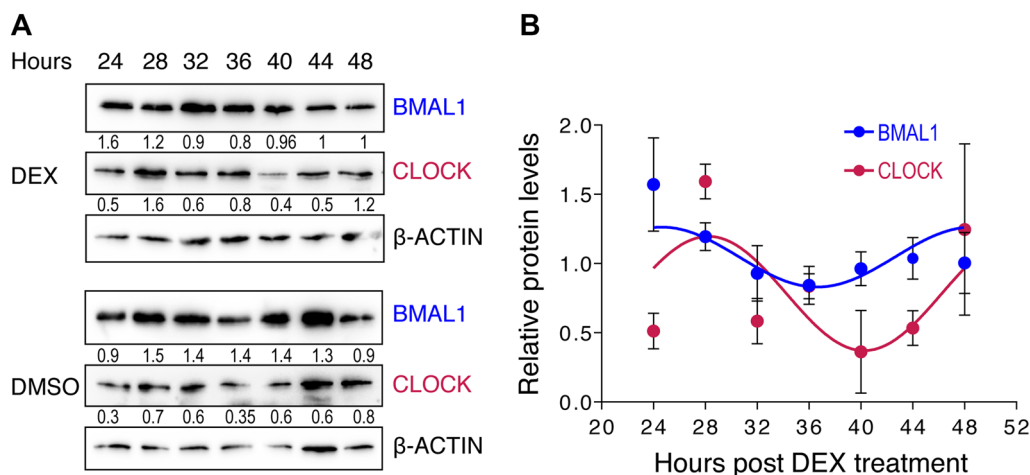 A
Hours 24 28 32 36 40 44 48
BMAL1
1.6 1.2 0.9 0.8 0.96 1 1
DEX
CLOCK
0.5 1.6 0.6 0.8 0.4 0.5 1.2
β-ACTIN
BMAL1
0.9 1.5 1.4 1.4 1.4 1.3 0.9
DMSO
CLOCK
0.3 0.7 0.6 0.35 0.6 0.6 0.8
β-ACTIN
B
BMAL1
CLOCK
Relative protein levels
2.0
1.5
1.0
0.5
0.0
20 24 28 32 36 40 44 48 52
Hours post DEX treatment